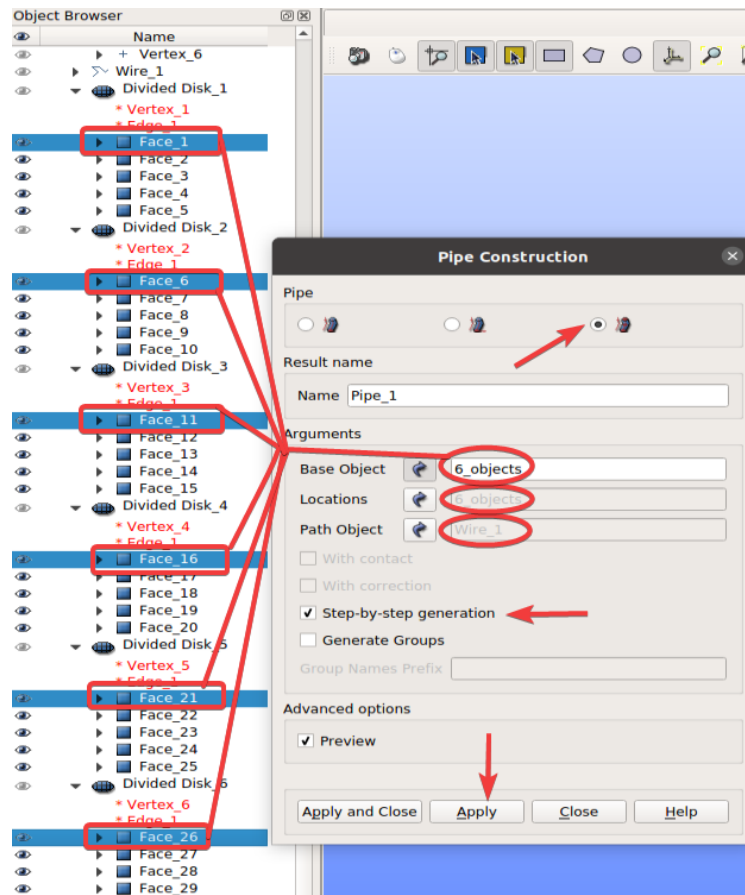 Object Browser
Name
Vertex_6
Wire_1
Divided Disk_1
* Vertex_1
* Edge_1
Face_1
Face_2
Face_3
Face_4
Face_5
Divided Disk_2
* Vertex_2
* Edge_1
Face_6
Face_7
Face_8
Face_9
Face_10
Divided Disk_3
* Vertex_3
* Edge_1
Face_11
Face_12
Face_13
Face_14
Face_15
Divided Disk_4
* Vertex_4
* Edge_1
Face_16
Face_17
Face_18
Face_19
Face_20
Divided Disk_5
* Vertex_5
* Edge_1
Face_21
Face_22
Face_23
Face_24
Face_25
Divided Disk_6
* Vertex_6
* Edge_1
Face_26
Face_27
Face_28
Face_29
Pipe Construction
Pipe
Result name
Name Pipe_1
Arguments
Base Object 6_objects
Locations 6_objects
Path Object Wire_1
With contact
With correction
Step-by-step generation
Generate Groups
Group Names Prefix
Advanced options
Preview
Apply and Close Apply Close Help